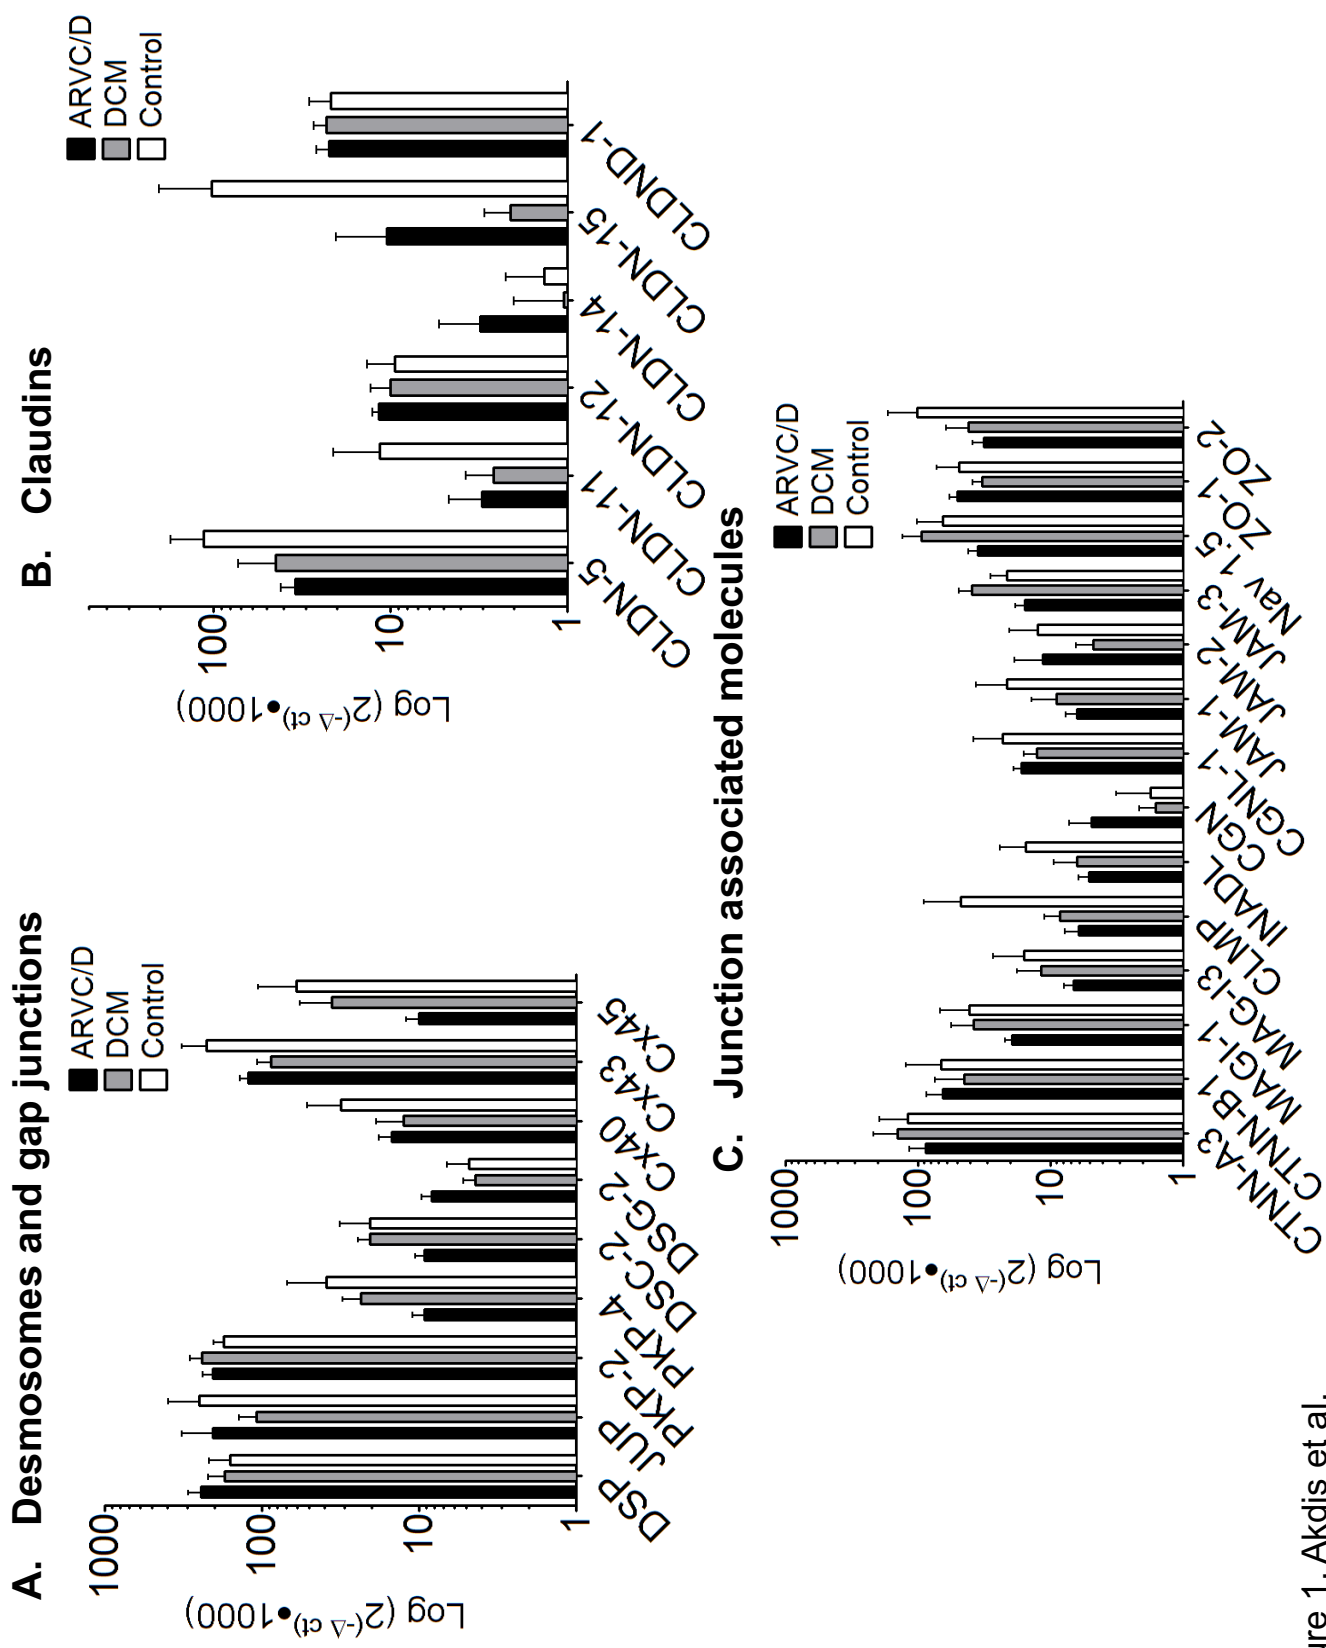 A. Desmosomes and gap junctions
ARVC/D
DCM
Control
Log (2(-Δ ct)•1000)
1000
100
10
1
DSP
JUP
PKP-2
PKP-4
DSC-2
DSG-2
Cx40
Cx43
Cx45
B. Claudins
ARVC/D
DCM
Control
Log (2(-Δ ct)•1000)
100
10
1
CLDN-5
CLDN-11
CLDN-12
CLDN-14
CLDN-15
CLDND-1
C. Junction associated molecules
ARVC/D
DCM
Control
Log (2(-Δ ct)•1000)
1000
100
10
1
CTNN-A3
CTNN-B1
MAGI-1
MAG-I3
CLMP
INADL
CGN
CGNL-1
JAM-1
JAM-2
JAM-3
Nav 1.5
ZO-1
ZO-2
ure 1. Akdis et al.